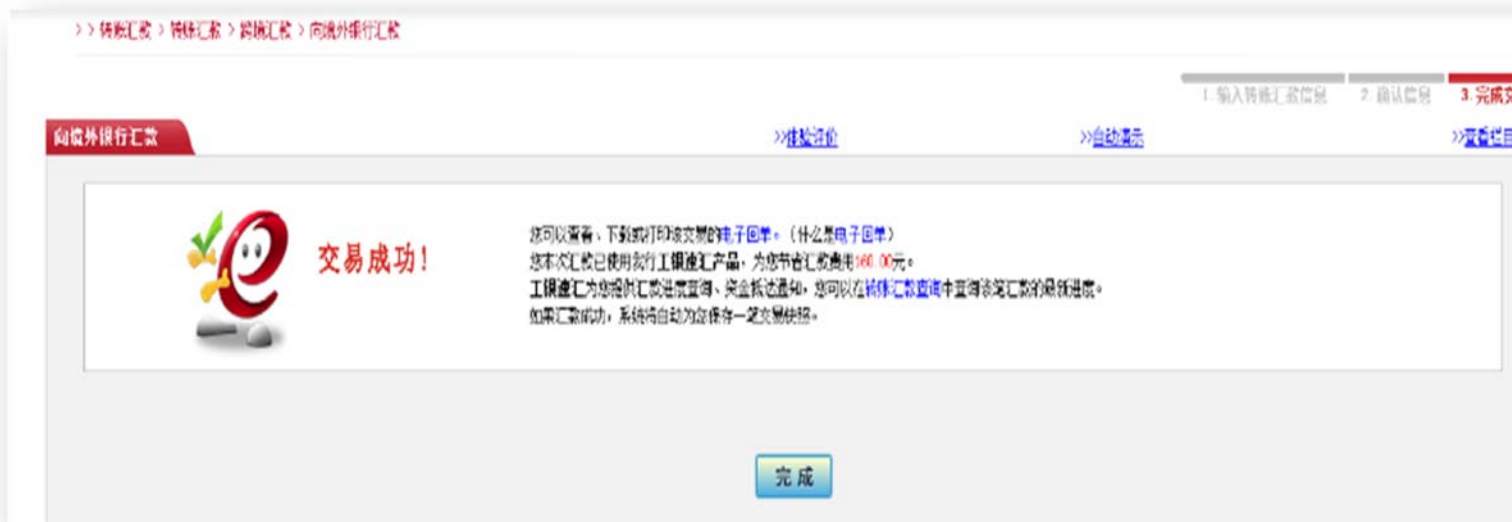 >> 转账汇款 > 转账汇款 > 跨境汇款 > 向境外银行汇款
1. 输入转账汇款信息 2. 确认信息 3. 完成交
向境外银行汇款 >>体验评价 >>自动演示 >>查看栏目
交易成功！
您可以查看、下载或打印该交易的电子回单。（什么是电子回单）
您本次汇款已使用我行工银速汇产品，为您节省汇款费用160.00元。
工银速汇为您提供汇款进度查询、资金抵达通知，您可以在转账汇款查询中查询该笔汇款的最新进度。
如果汇款成功，系统将自动为您保存一笔交易快照。
完成